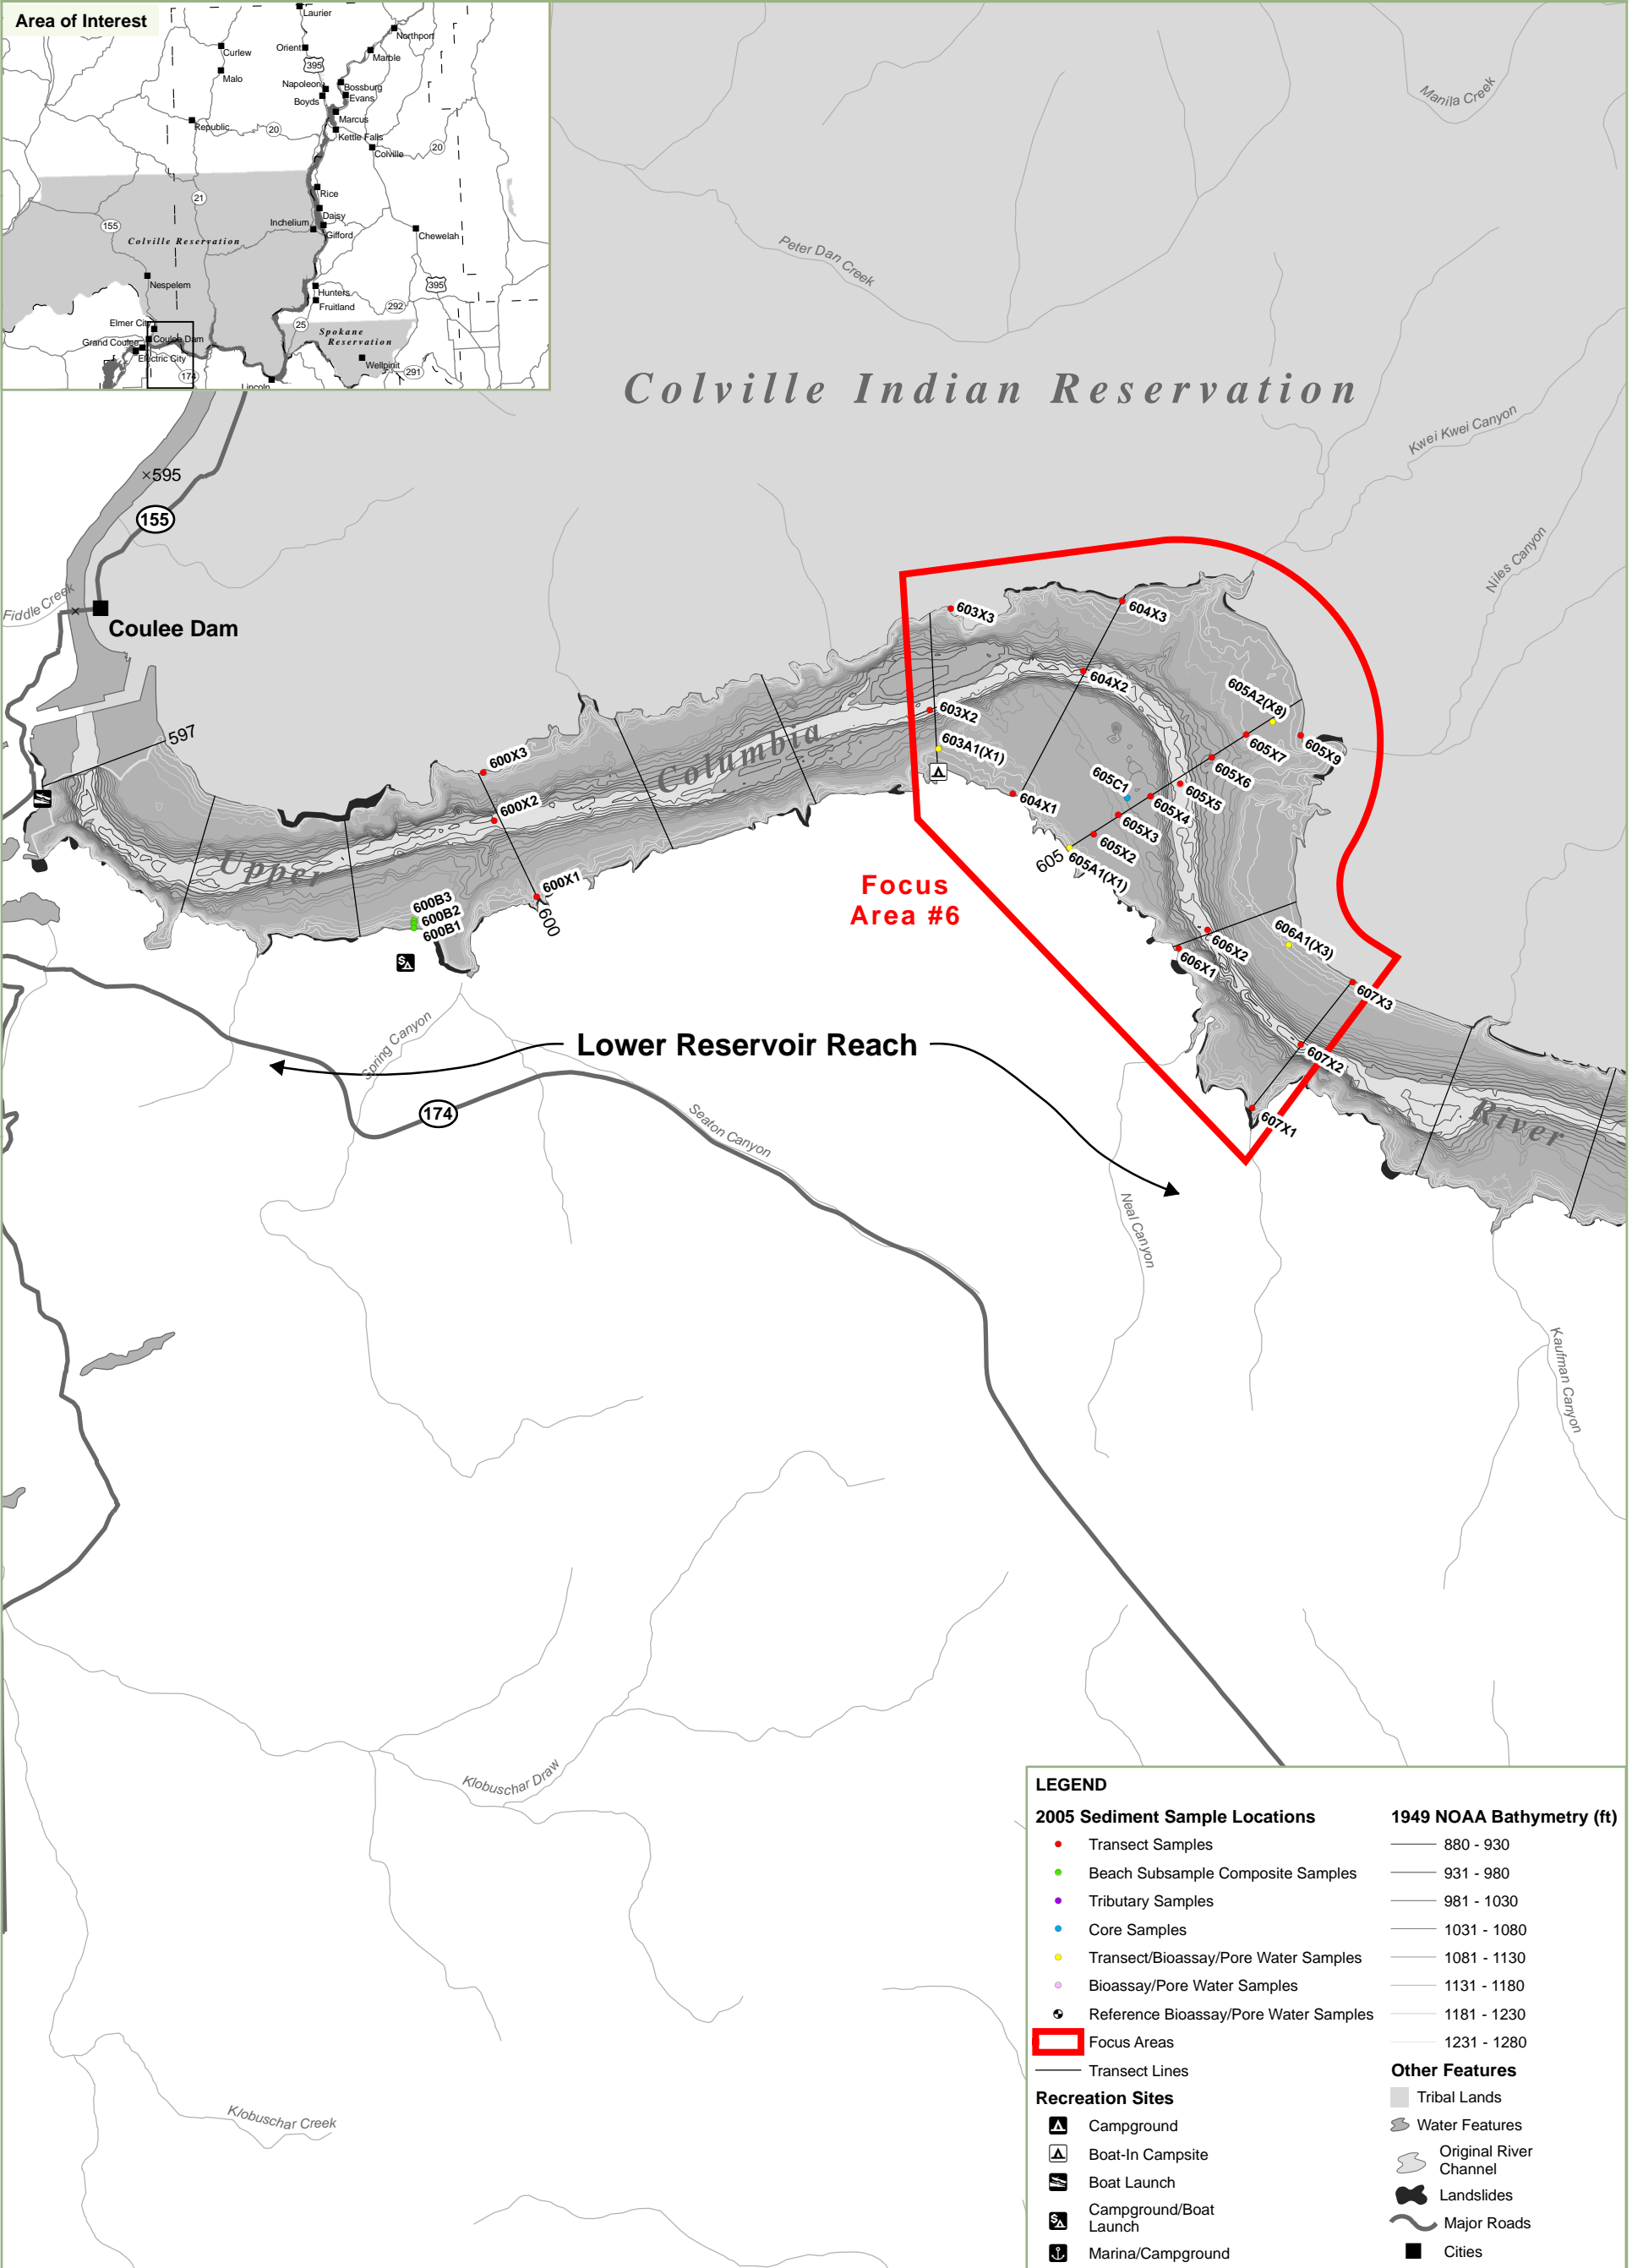 Area of Interest
Laurier
Northport
Curlew
Orient
Marble
395
Malo
Napoleon
Bossburg
Boyds
Evans
Marcus
Republic
20
Kettle Falls
20
Colville
Rice
21
Daisy
155
Inchelium
Gifford
Chewelah
Colville Reservation
Nespelem
395
Hunters
Fruitland
292
Elmer City
25
Spokane
Reservation
Coulee Dam
Grand Coulee
Electric City
Wellpinit
174
291
Lincoln
Manila Creek
Peter Dan Creek
Colville Indian Reservation
Kwei Kwei Canyon
595
155
Niles Canyon
Fiddle Creek
Coulee Dam
603X3
604X3
604X2
605A2(X8)
603X2
597
605X7
605X9
603A1(X1)
600X3
605X6
Columbia
605C1
605X5
604X1
600X2
605X4
605X3
605X2
605
605A1(X1)
Upper
Focus
Area #6
600X1
600B3
600B2
600B1
600
606A1(X3)
606X2
606X1
607X3
Lower Reservoir Reach
607X2
Spring Canyon
174
Seaton Canyon
607X1
River
Neal Canyon
Kaufman Canyon
Klobuschar Draw
Klobuschar Creek
LEGEND
2005 Sediment Sample Locations
Transect Samples
Beach Subsample Composite Samples
Tributary Samples
Core Samples
Transect/Bioassay/Pore Water Samples
Bioassay/Pore Water Samples
Reference Bioassay/Pore Water Samples
Focus Areas
Transect Lines
Recreation Sites
Campground
Boat-In Campsite
Boat Launch
Campground/Boat
Launch
Marina/Campground
1949 NOAA Bathymetry (ft)
880 - 930
931 - 980
981 - 1030
1031 - 1080
1081 - 1130
1131 - 1180
1181 - 1230
1231 - 1280
Other Features
Tribal Lands
Water Features
Original River
Channel
Landslides
Major Roads
Cities